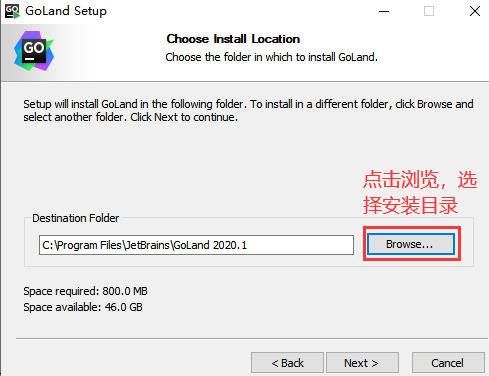 GoLand Setup
GO
Choose Install Location
Choose the folder in which to install GoLand.
Setup will install GoLand in the following folder. To install in a different folder, click Browse and
select another folder. Click Next to continue.
点击浏览，选
择安装目录
Destination Folder
C:\Program Files\JetBrains\GoLand 2020.1
Browse...
Space required: 800.0 MB
Space available: 46.0 GB
< Back
Next >
Cancel